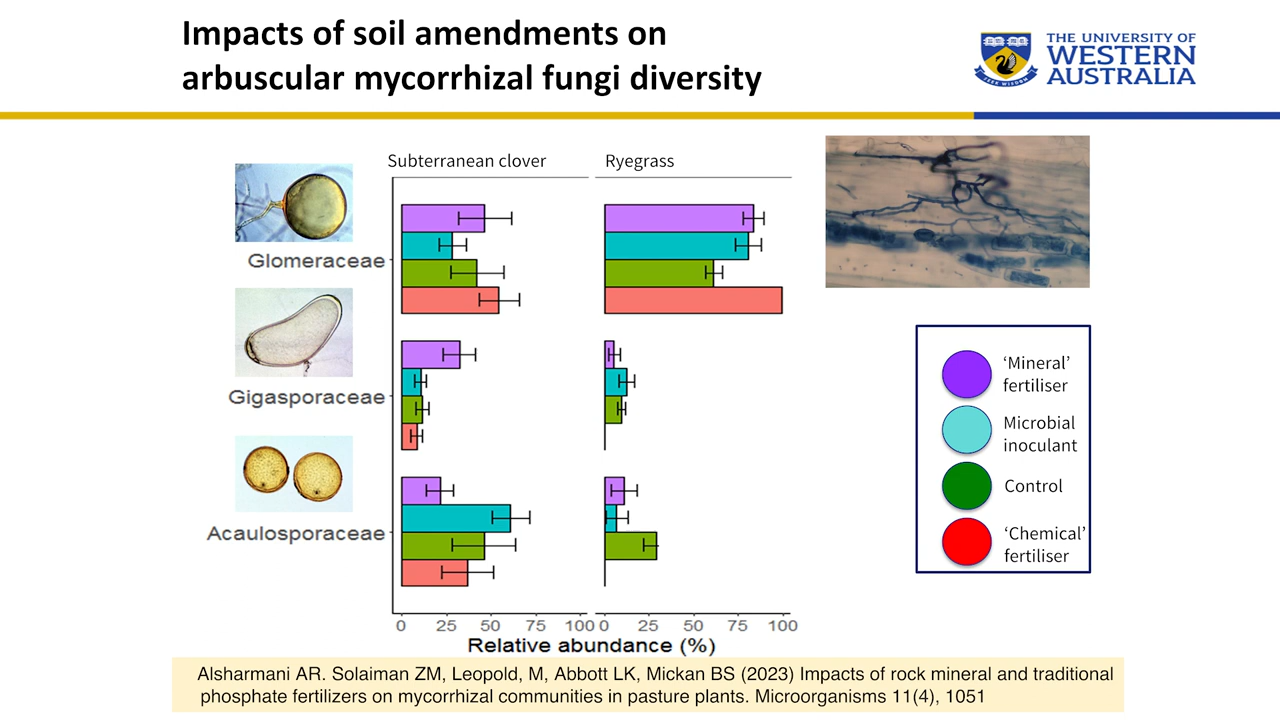 Impacts of soil amendments on
arbuscular mycorrhizal fungi diversity
THE UNIVERSITY OF
WESTERN
AUSTRALIA
SEEK WISDOM
Subterranean clover
Ryegrass
Glomeraceae
Gigasporaceae
Acaulosporaceae
0 25 50 75 100
0 25 50 75 100
Relative abundance (%)
‘Mineral’
fertiliser
Microbial
inoculant
Control
‘Chemical’
fertiliser
Alsharmani AR. Solaiman ZM, Leopold, M, Abbott LK, Mickan BS (2023) Impacts of rock mineral and traditional
phosphate fertilizers on mycorrhizal communities in pasture plants. Microorganisms 11(4), 1051